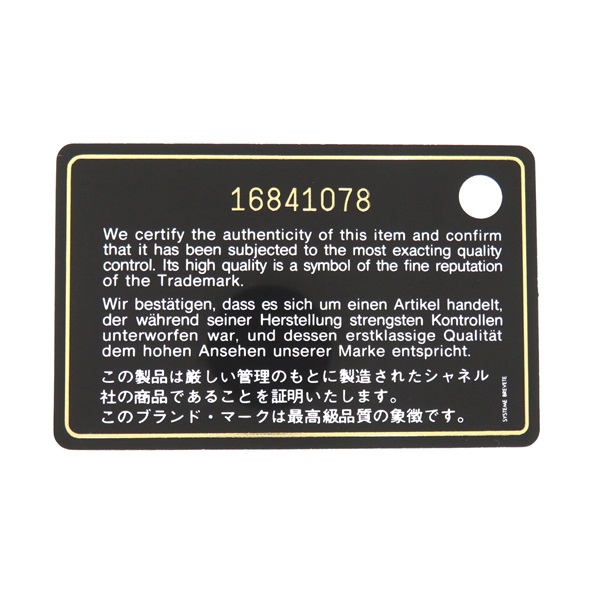 16841078
We certify the authenticity of this item and confirm
that it has been subjected to the most exacting quality
control. Its high quality is a symbol of the fine reputation
of the Trademark.
Wir bestätigen, dass es sich um einen Artikel handelt,
der während seiner Herstellung strengsten Kontrollen
unterworfen war, und dessen erstklassige Qualität
dem hohen Ansehen unserer Marke entspricht.
この製品は厳しい管理のもとに製造されたシャネル
社の商品であることを証明いたします。
このブランド・マークは最高級品質の象徴です。
SYSTEME BREVETE